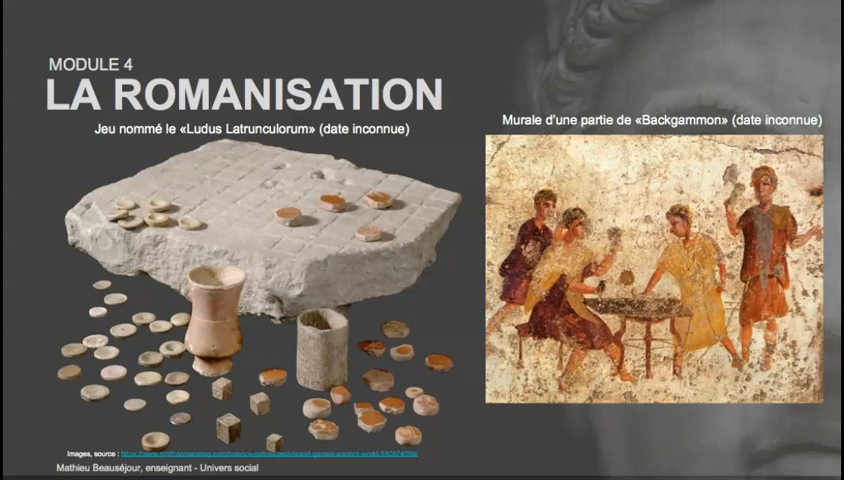 MODULE 4
LA ROMANISATION
Jeu nommé le «Ludus Latrunculorum» (date inconnue)
Murale d'une partie de «Backgammon» (date inconnue)
Images, source :
Mathieu Beauséjour, enseignant - Univers social